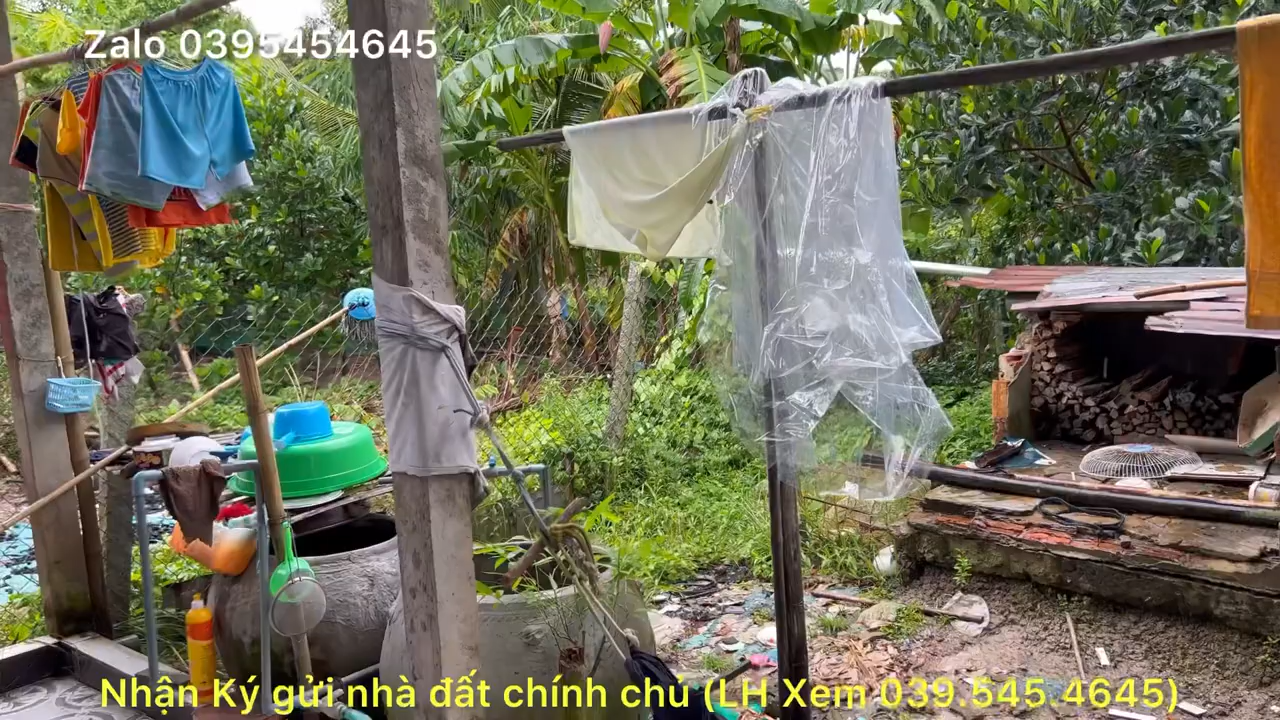 Zalo 0395454645
Nhận Ký gửi nhà đất chính chủ (LH Xem 039.545.4645)